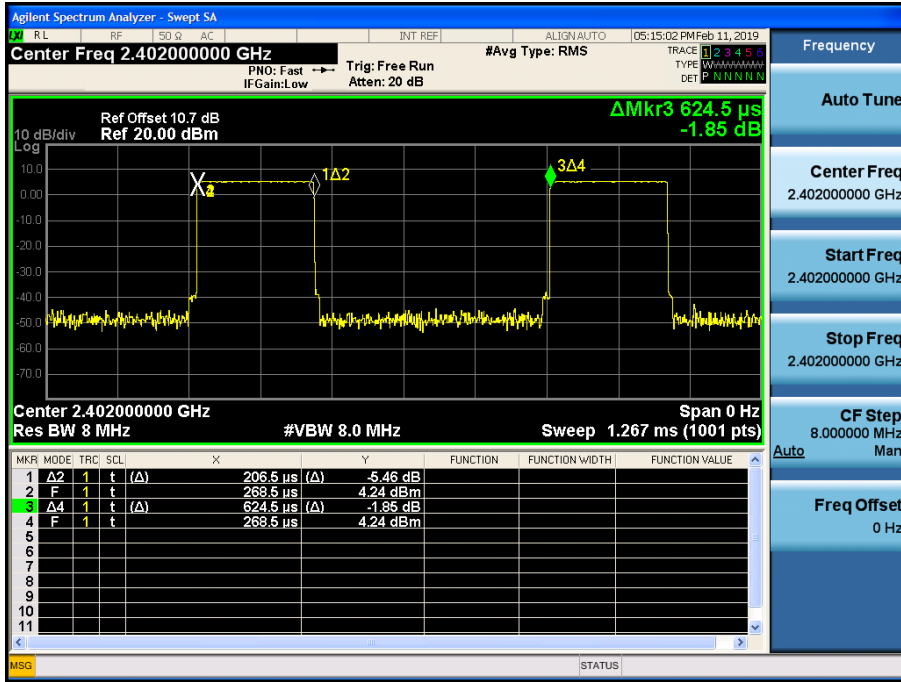 Agilent Spectrum Analyzer - Swept SA
LXI RL RF 50 Ω AC INT REF ALIGNAUTO 05:15:02 PM Feb 11, 2019
Center Freq 2.402000000 GHz #Avg Type: RMS TRACE 1 2 3 4 5 6
PNO: Fast Trig: Free Run TYPE WWWWWW
IFGain:Low Atten: 20 dB DET P N N N N N
Frequency
Auto Tune
Center Freq
2.402000000 GHz
Start Freq
2.402000000 GHz
Stop Freq
2.402000000 GHz
CF Step
8.000000 MHz
Auto Man
Freq Offset
0 Hz
ΔMkr3 624.5 µs
-1.85 dB
Ref Offset 10.7 dB
10 dB/div Ref 20.00 dBm
Log
10.0
0.00
-10.0
-20.0
-30.0
-40.0
-50.0
-60.0
-70.0
X 2 1Δ2 3Δ4
Center 2.402000000 GHz Span 0 Hz
Res BW 8 MHz #VBW 8.0 MHz Sweep 1.267 ms (1001 pts)
MKR MODE TRC SCL X Y FUNCTION FUNCTION WIDTH FUNCTION VALUE
1 Δ2 1 t (Δ) 206.5 µs (Δ) -5.46 dB
2 F 1 t 268.5 µs 4.24 dBm
3 Δ4 1 t (Δ) 624.5 µs (Δ) -1.85 dB
4 F 1 t 268.5 µs 4.24 dBm
5
6
7
8
9
10
11
MSG STATUS